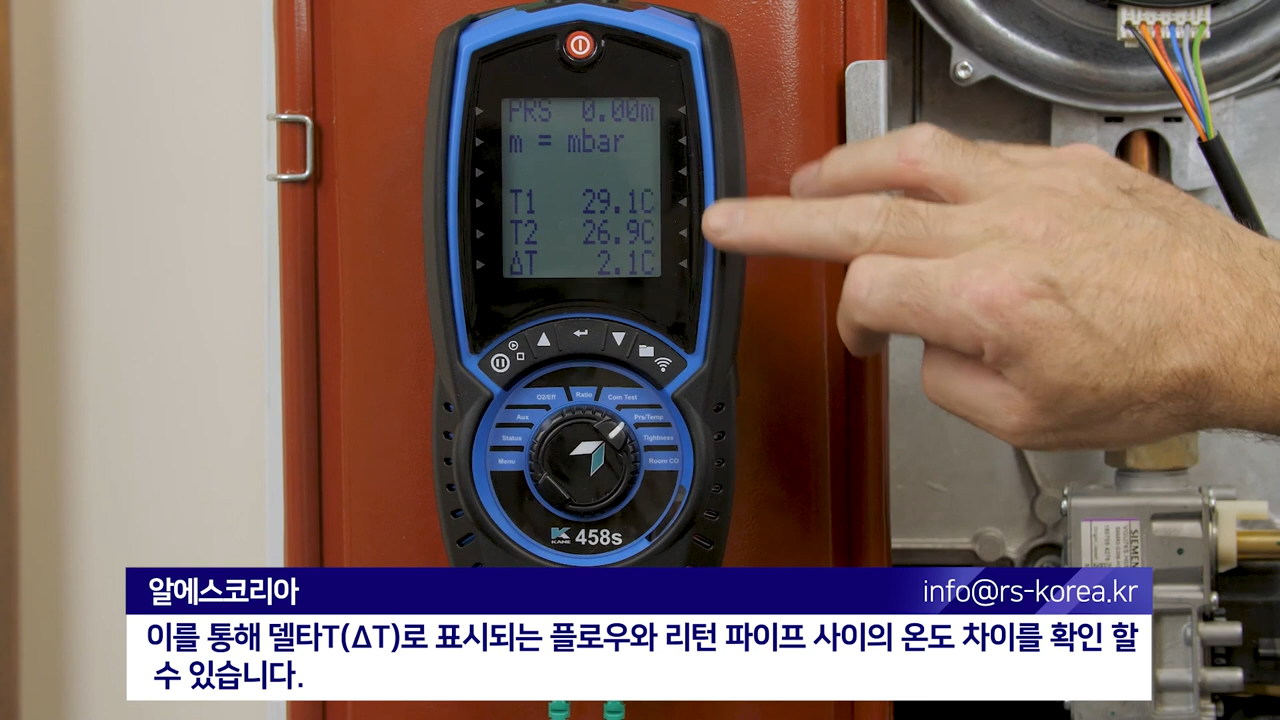 PRS 0.00m
m = mbar
T1 29.1C
T2 26.9C
ΔT 2.1C
O2/Eff Ratio Com Test
Aux Prs/Temp
Status Tightness
Menu Room CO
KANE 458s
SIEMENS
알에스코리아 info@rs-korea.kr
이를 통해 델타T(ΔT)로 표시되는 플로우와 리턴 파이프 사이의 온도 차이를 확인 할
수 있습니다.